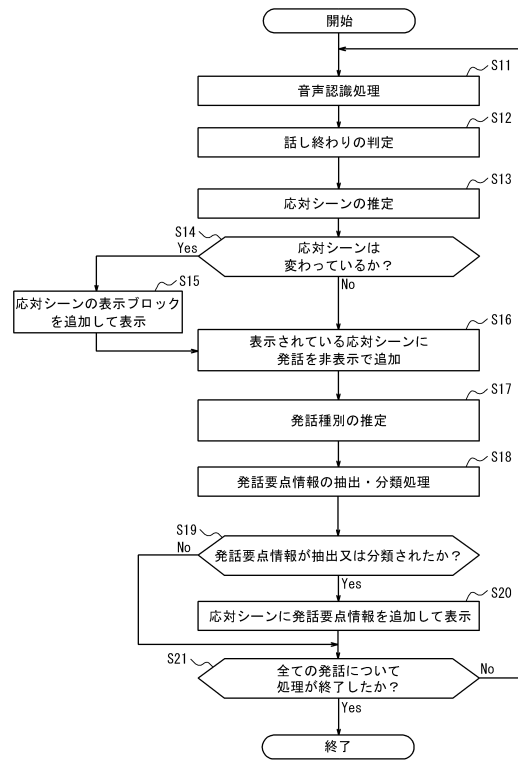 開始
S11
音声認識処理
S12
話し終わりの判定
S13
応対シーンの推定
S14
応対シーンは
変わっているか?
Yes
No
S15
応対シーンの表示ブロック
を追加して表示
S16
表示されている応対シーンに
発話を非表示で追加
S17
発話種別の推定
S18
発話要点情報の抽出・分類処理
S19
発話要点情報が抽出又は分類されたか?
No
Yes
S20
応対シーンに発話要点情報を追加して表示
S21
全ての発話について
処理が終了したか?
No
Yes
終了